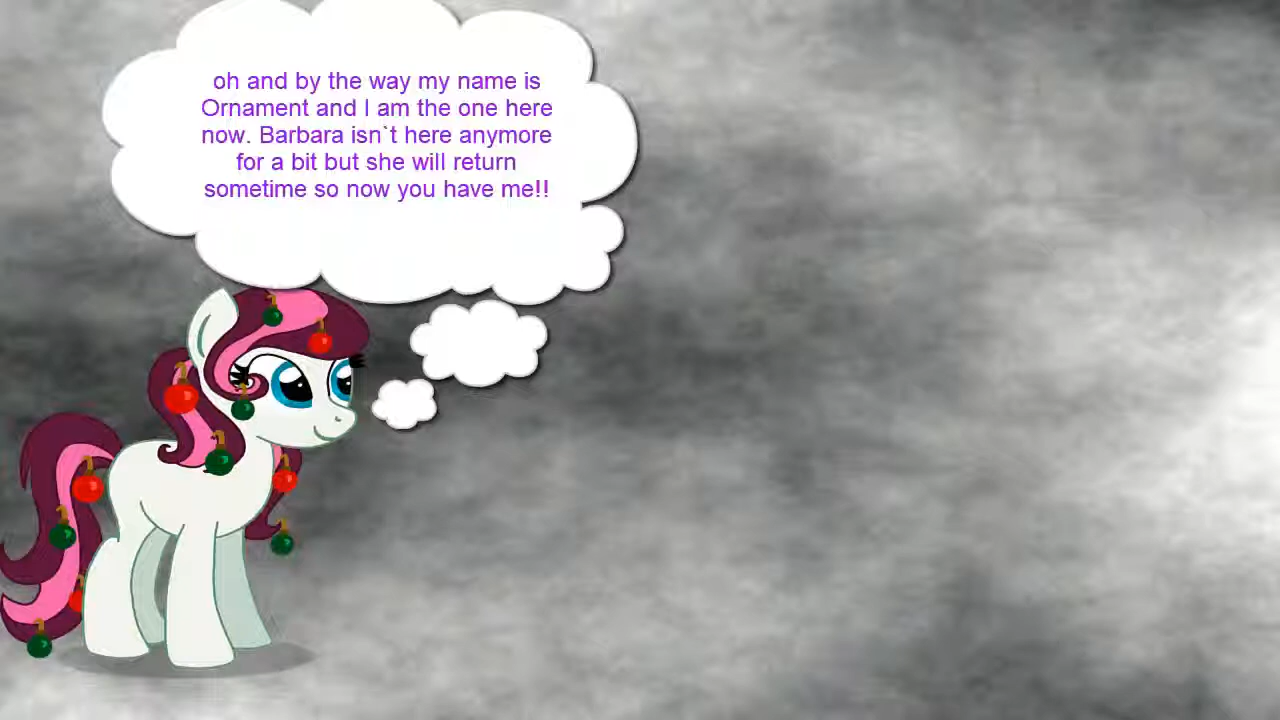 oh and by the way my name is
Ornament and I am the one here
now. Barbara isn`t here anymore
for a bit but she will return
sometime so now you have me!!